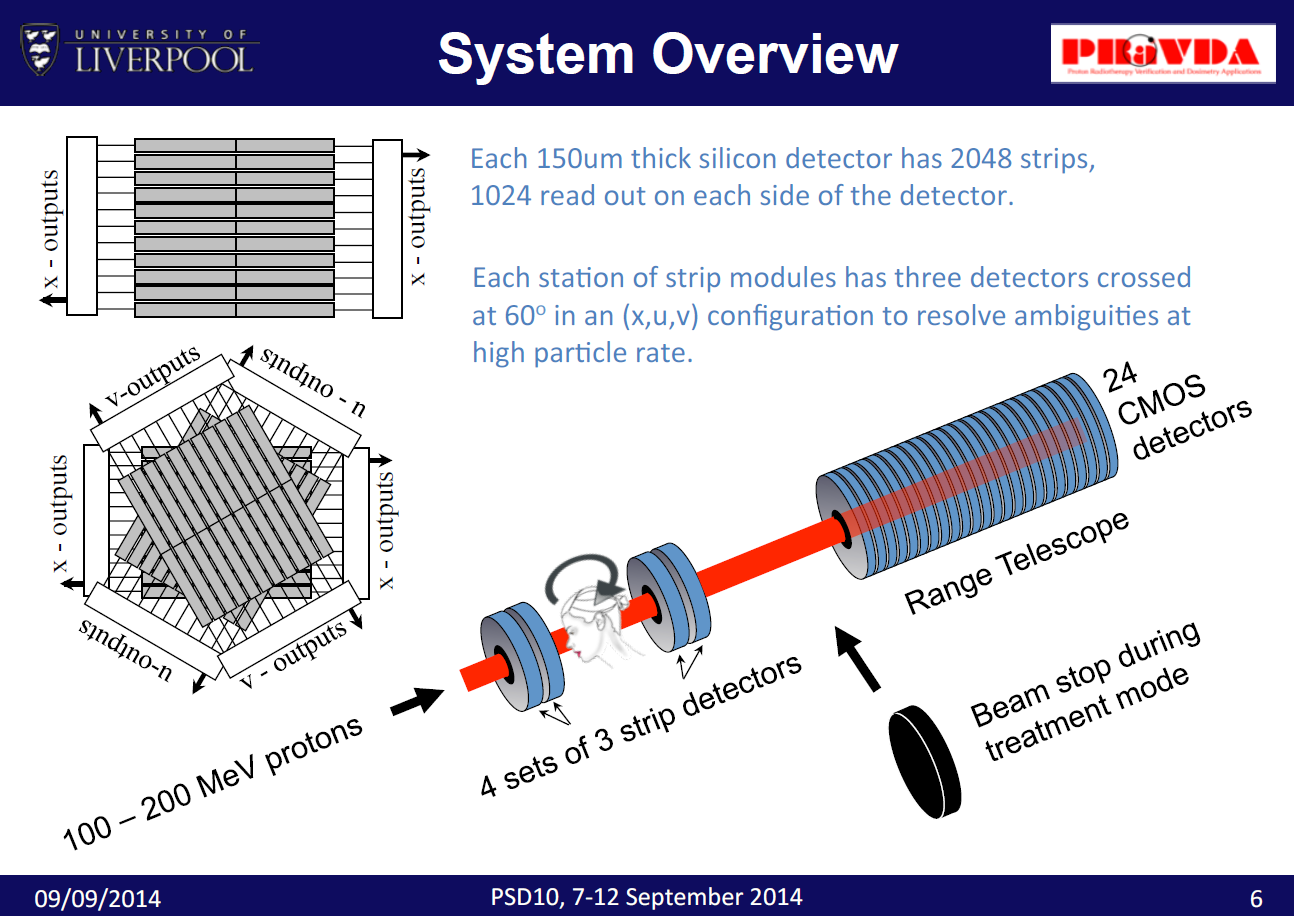 UNIVERSITY OF
LIVERPOOL
System Overview
PRaVDA
Proton Radiotherapy Verification and Dosimetry Applications
x - outputs
x - outputs
Each 150um thick silicon detector has 2048 strips,
1024 read out on each side of the detector.
Each station of strip modules has three detectors crossed
at 60° in an (x,u,v) configuration to resolve ambiguities at
high particle rate.
v-outputs
u - outputs
x - outputs
x - outputs
u-outputs
v - outputs
24
CMOS
detectors
Range Telescope
4 sets of 3 strip detectors
100 – 200 MeV protons
Beam stop during
treatment mode
09/09/2014
PSD10, 7-12 September 2014
6